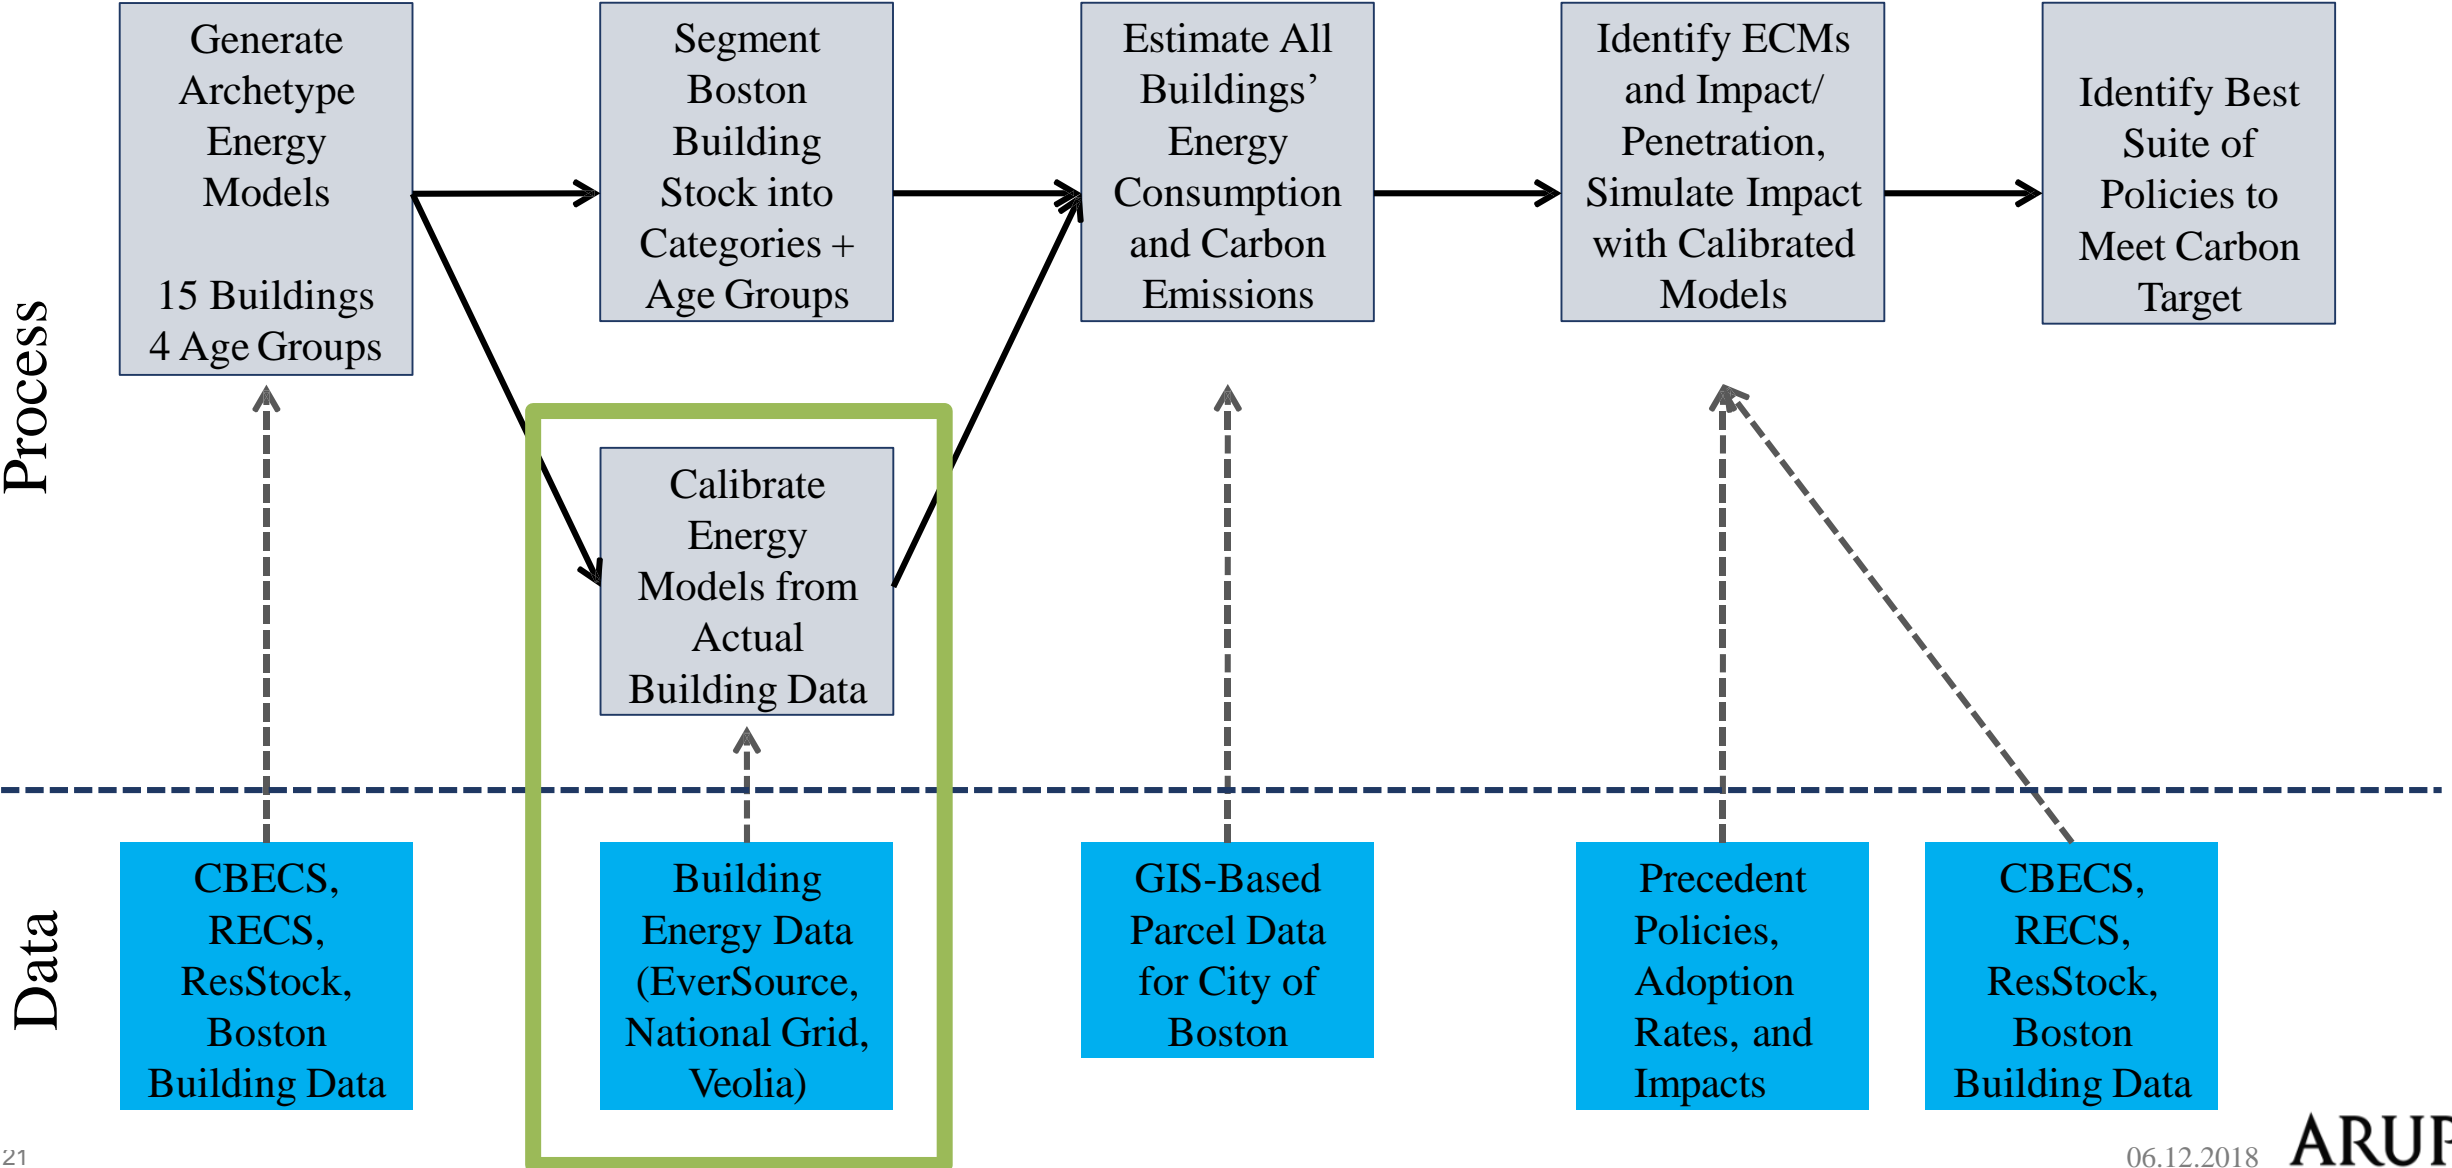 Process
Generate
Archetype
Energy
Models
15 Buildings
4 Age Groups
Segment
Boston
Building
Stock into
Categories +
Age Groups
Estimate All
Buildings’
Energy
Consumption
and Carbon
Emissions
Identify ECMs
and Impact/
Penetration,
Simulate Impact
with Calibrated
Models
Identify Best
Suite of
Policies to
Meet Carbon
Target
Calibrate
Energy
Models from
Actual
Building Data
Data
CBECS,
RECS,
ResStock,
Boston
Building Data
Building
Energy Data
(EverSource,
National Grid,
Veolia)
GIS-Based
Parcel Data
for City of
Boston
Precedent
Policies,
Adoption
Rates, and
Impacts
CBECS,
RECS,
ResStock,
Boston
Building Data
21
06.12.2018
ARUP